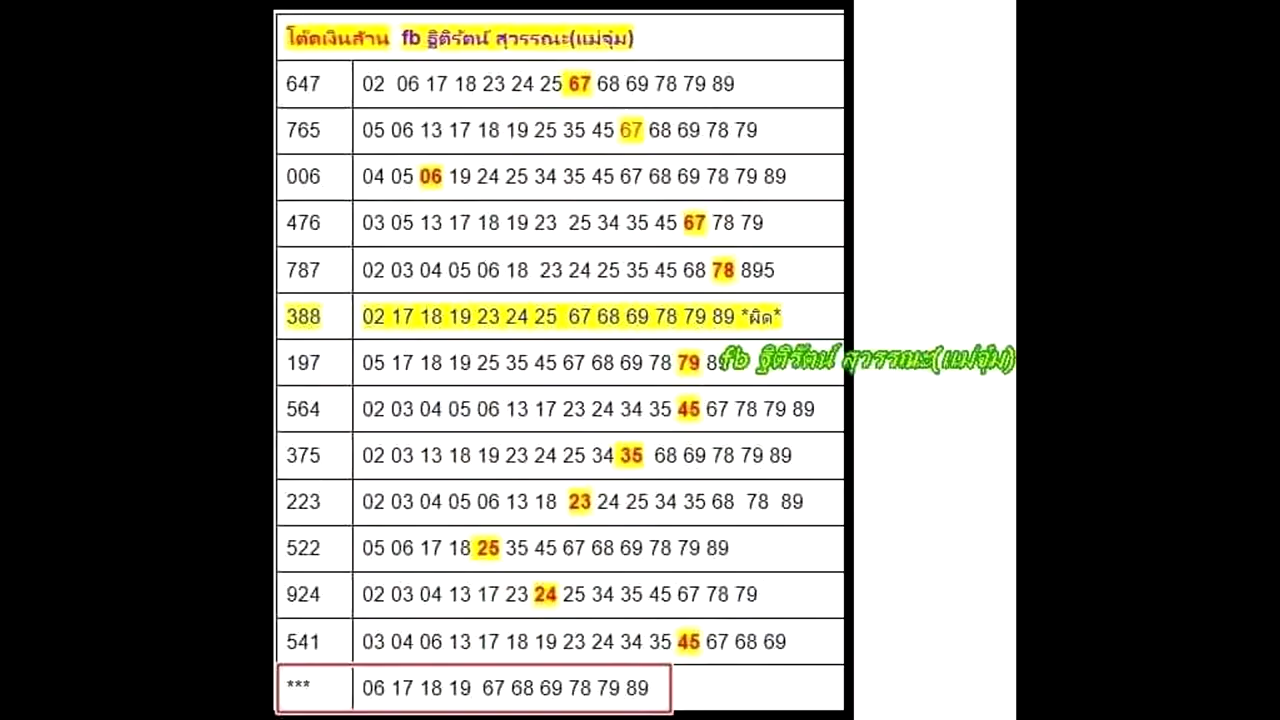 โต๊ดเงินล้าน fb ฐิติรัตน์ สุวรรณะ(แม่จุ๋ม)
647 02 06 17 18 23 24 25 67 68 69 78 79 89
765 05 06 13 17 18 19 25 35 45 67 68 69 78 79
006 04 05 06 19 24 25 34 35 45 67 68 69 78 79 89
476 03 05 13 17 18 19 23 25 34 35 45 67 78 79
787 02 03 04 05 06 18 23 24 25 35 45 68 78 895
388 02 17 18 19 23 24 25 67 68 69 78 79 89 *ผิด*
197 05 17 18 19 25 35 45 67 68 69 78 79 89
fb ฐิติรัตน์ สุวรรณะ(แม่จุ๋ม)
564 02 03 04 05 06 13 17 23 24 34 35 45 67 78 79 89
375 02 03 13 18 19 23 24 25 34 35 68 69 78 79 89
223 02 03 04 05 06 13 18 23 24 25 34 35 68 78 89
522 05 06 17 18 25 35 45 67 68 69 78 79 89
924 02 03 04 13 17 23 24 25 34 35 45 67 78 79
541 03 04 06 13 17 18 19 23 24 34 35 45 67 68 69
*** 06 17 18 19 67 68 69 78 79 89